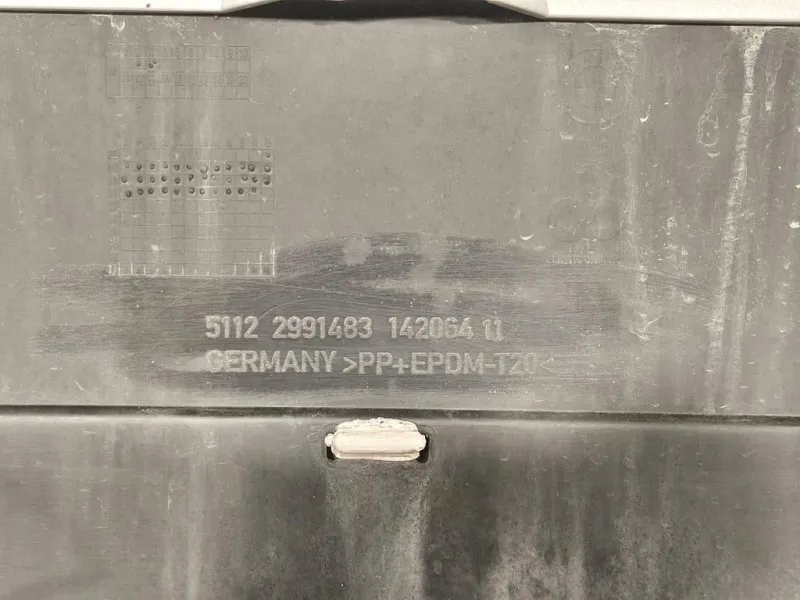 5112 2991483 142064 11
GERMANY >PP+EPDM-T20<